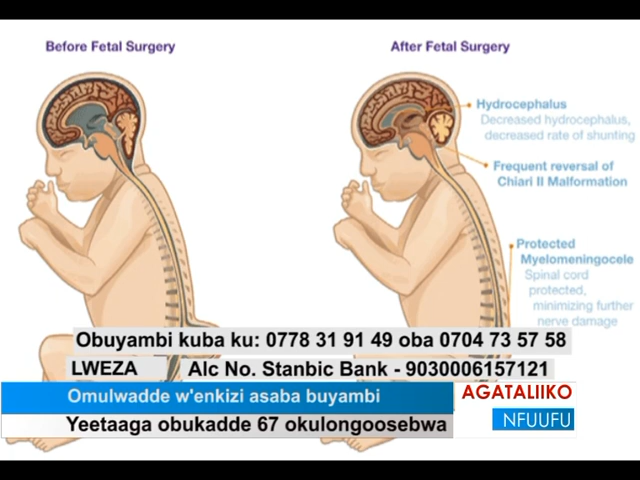 Before Fetal Surgery
After Fetal Surgery
Hydrocephalus
Decreased hydrocephalus,
decreased rate of shunting
Frequent reversal of
Chiari II Malformation
Protected
Myelomeningocele
Spinal cord
protected,
minimizing further
nerve damage
Obuyambi kuba ku: 0778 31 91 49 oba 0704 73 57 58
LWEZA
Alc No. Stanbic Bank - 9030006157121
Omulwadde w'enkizi asaba buyambi
Yeetaaga obukadde 67 okulongoosebwa
AGATALIIKO
NFUUFU